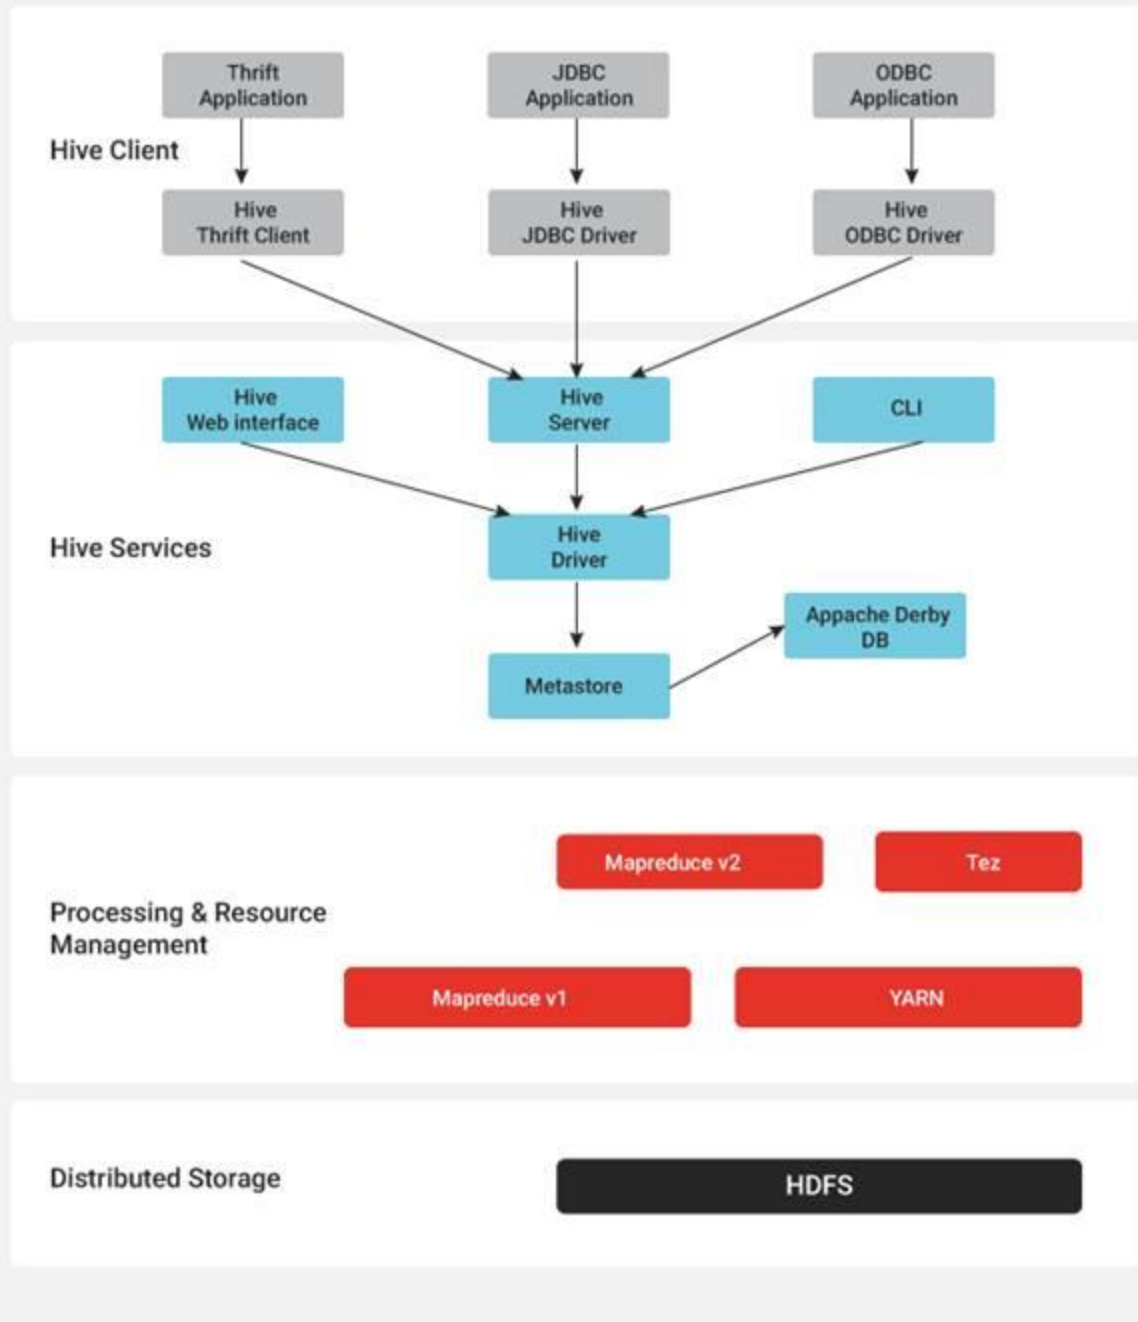 Thrift
Application
JDBC
Application
ODBC
Application
Hive Client
Hive
Thrift Client
Hive
JDBC Driver
Hive
ODBC Driver
Hive
Web interface
Hive
Server
CLI
Hive Services
Hive
Driver
Appache Derby
DB
Metastore
Mapreduce v2
Tez
Processing & Resource
Management
Mapreduce v1
YARN
Distributed Storage
HDFS